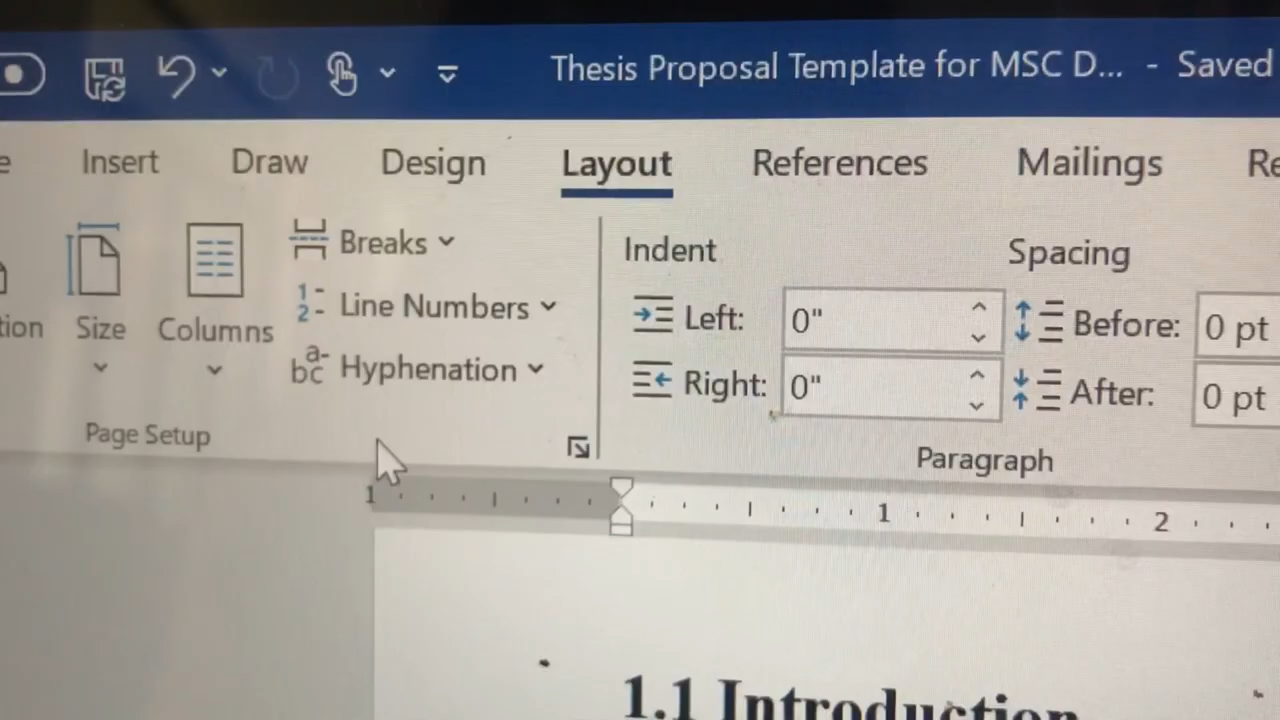 Thesis Proposal Template for MSC D... - Saved
Insert Draw Design Layout References Mailings
Breaks
Line Numbers
Hyphenation
Size
Columns
Page Setup
Indent
Left: 0"
Right: 0"
Spacing
Before: 0 pt
After: 0 pt
Paragraph
1 1 2
1.1 Introduction